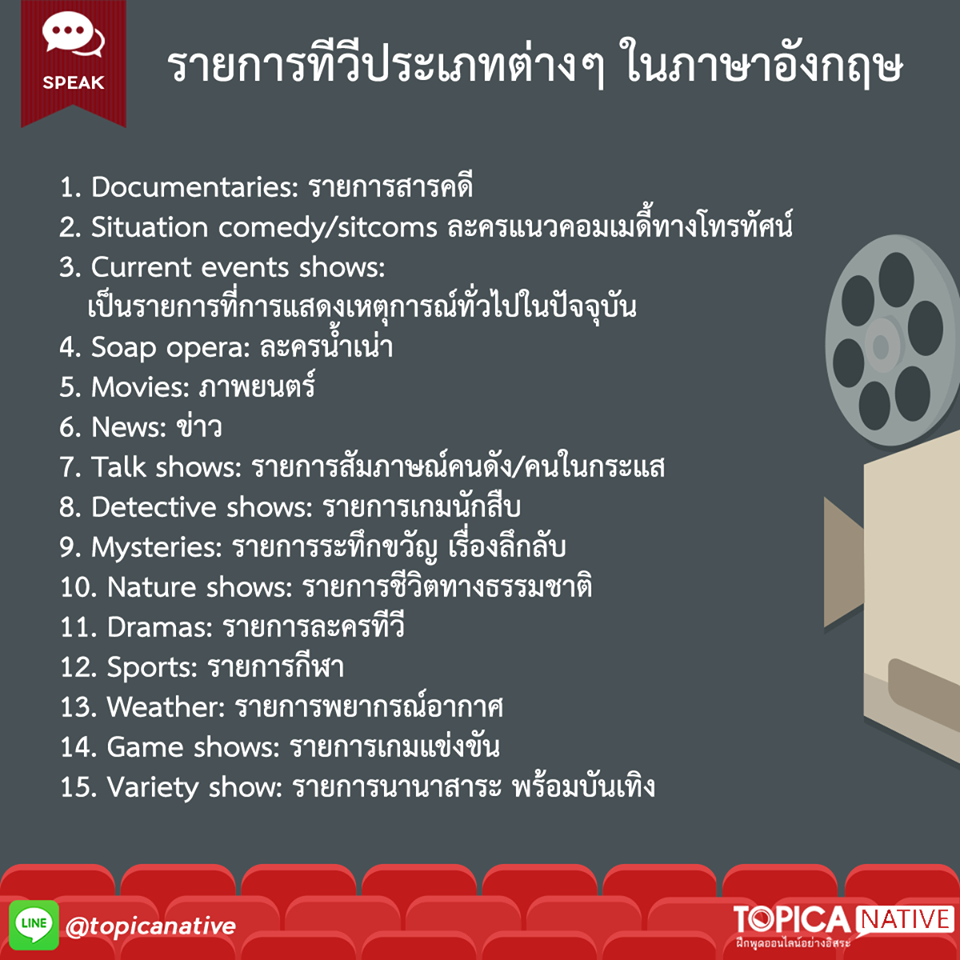 SPEAK
รายการทีวีประเภทต่างๆ ในภาษาอังกฤษ
1. Documentaries: รายการสารคดี
2. Situation comedy/sitcoms ละครแนวคอมเมดี้ทางโทรทัศน์
3. Current events shows:
เป็นรายการที่การแสดงเหตุการณ์ทั่วไปในปัจจุบัน
4. Soap opera: ละครน้ำเน่า
5. Movies: ภาพยนตร์
6. News: ข่าว
7. Talk shows: รายการสัมภาษณ์คนดัง/คนในกระแส
8. Detective shows: รายการเกมนักสืบ
9. Mysteries: รายการระทึกขวัญ เรื่องลึกลับ
10. Nature shows: รายการชีวิตทางธรรมชาติ
11. Dramas: รายการละครทีวี
12. Sports: รายการกีฬา
13. Weather: รายการพยากรณ์อากาศ
14. Game shows: รายการเกมแข่งขัน
15. Variety show: รายการนานาสาระ พร้อมบันเทิง
LINE @topicanative
TOPICA NATIVE
ฝึกพูดออนไลน์อย่างอิสระ